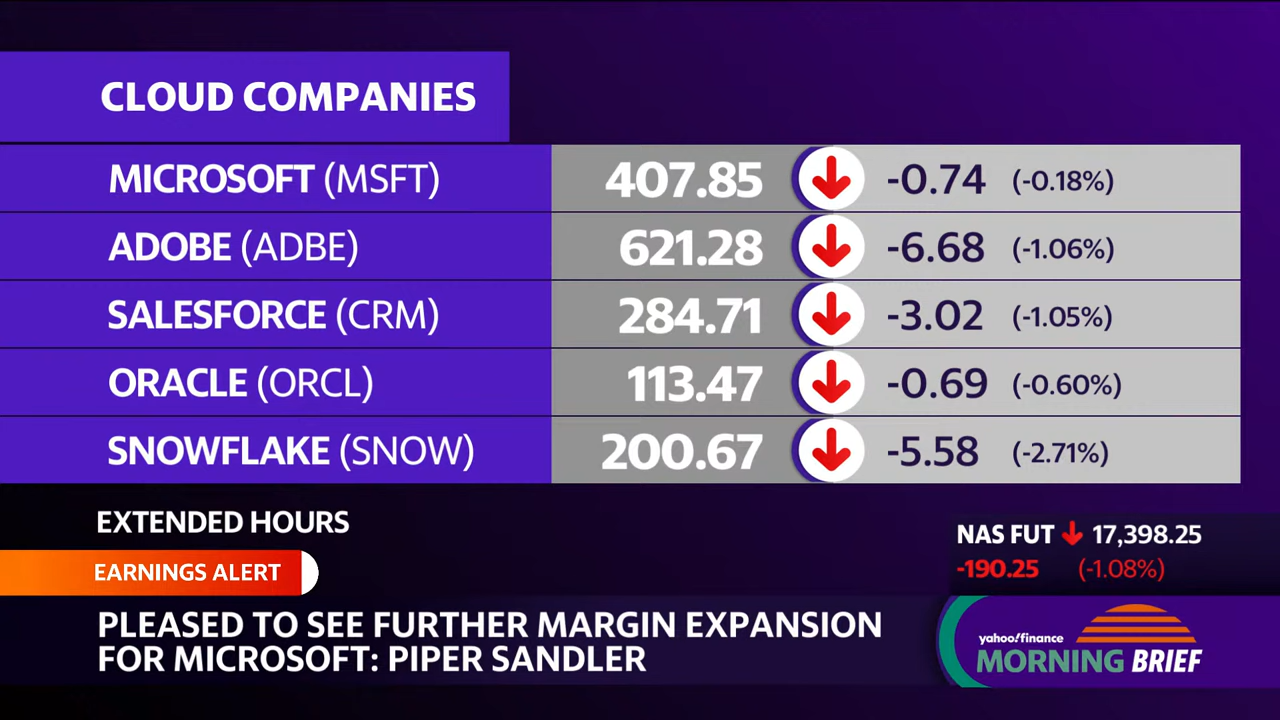 CLOUD COMPANIES
MICROSOFT (MSFT) 407.85 -0.74 (-0.18%)
ADOBE (ADBE) 621.28 -6.68 (-1.06%)
SALESFORCE (CRM) 284.71 -3.02 (-1.05%)
ORACLE (ORCL) 113.47 -0.69 (-0.60%)
SNOWFLAKE (SNOW) 200.67 -5.58 (-2.71%)
EXTENDED HOURS
NAS FUT 17,398.25
-190.25 (-1.08%)
EARNINGS ALERT
PLEASED TO SEE FURTHER MARGIN EXPANSION
FOR MICROSOFT: PIPER SANDLER
yahoo!finance
MORNING BRIEF